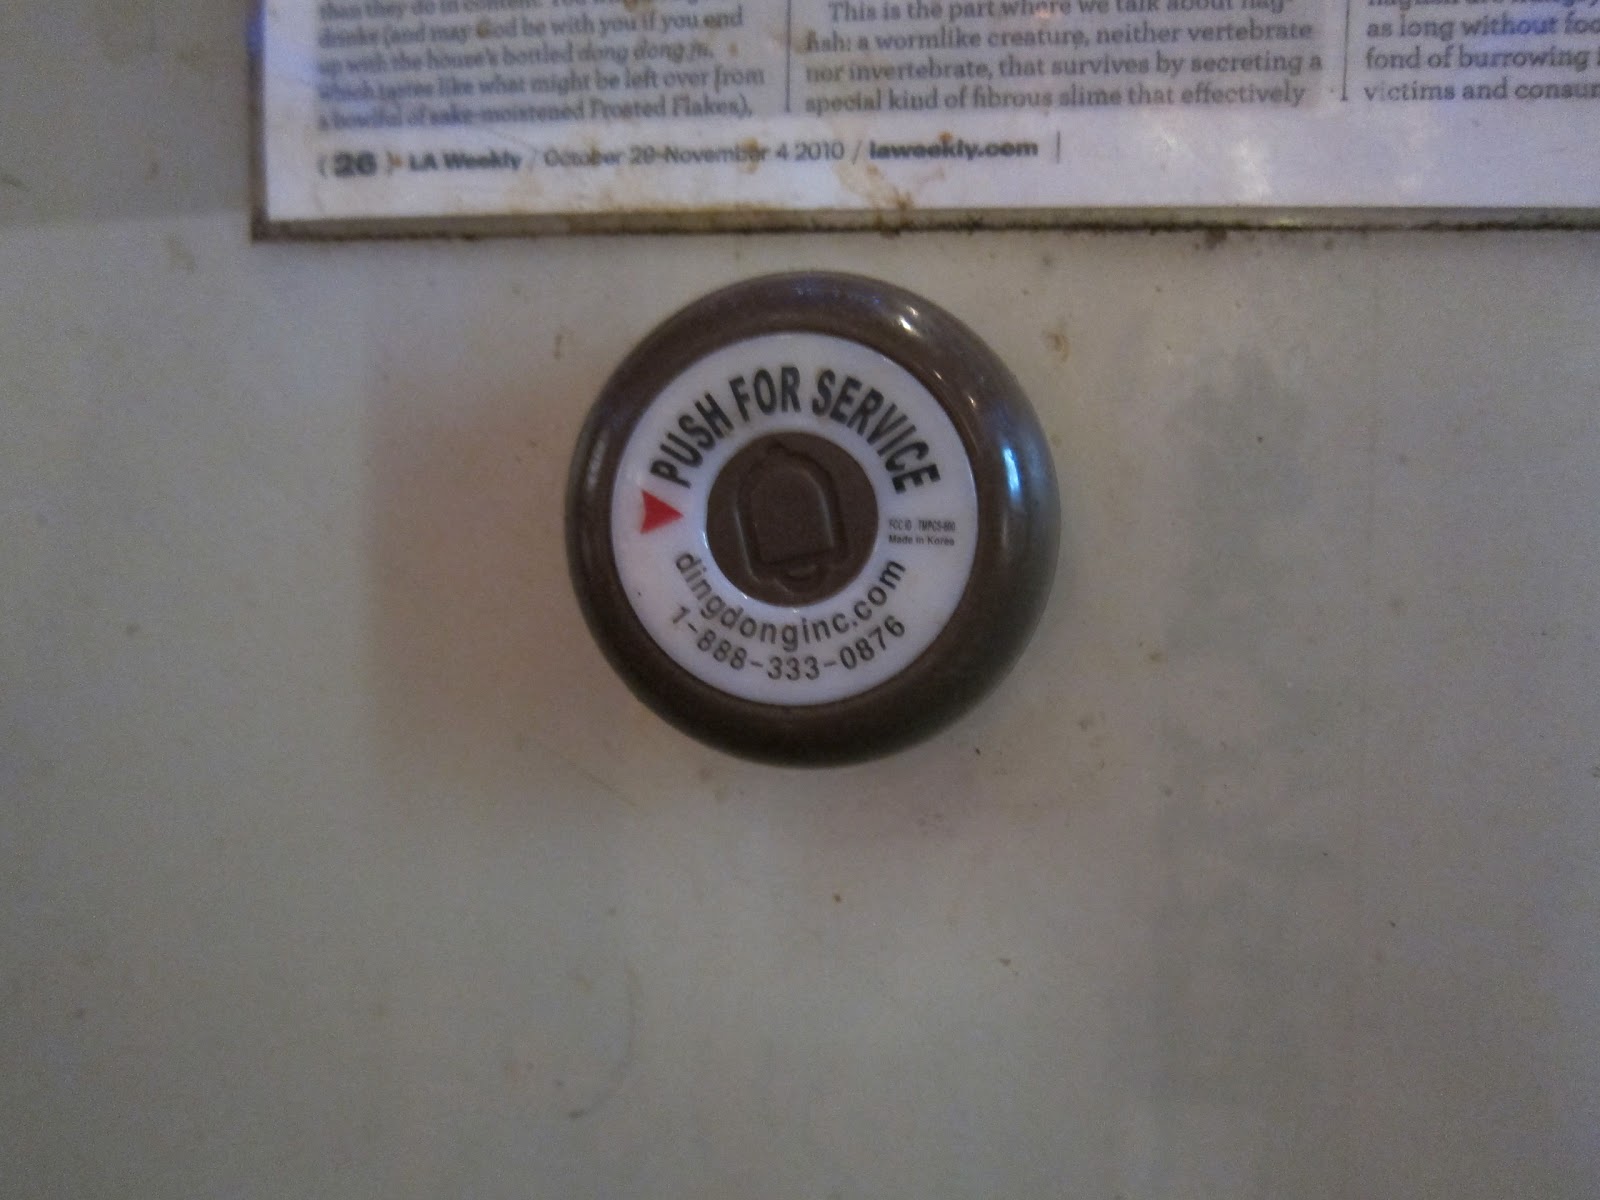 than they do in content. You
drinks (and may God be with you if you end
up with the house's bottled dong dong ju,
which tastes like what might be left over from
a bowlful of sake-moistened Frosted Flakes),
This is the part where we talk about hag-
fish: a wormlike creature, neither vertebrate
nor invertebrate, that survives by secreting a
special kind of fibrous slime that effectively
as long without foo
fond of burrowing
victims and consum
(26) LA Weekly / October 29-November 4 2010 / laweekly.com
PUSH FOR SERVICE
Made in Korea
dingdonginc.com
1-888-333-0876